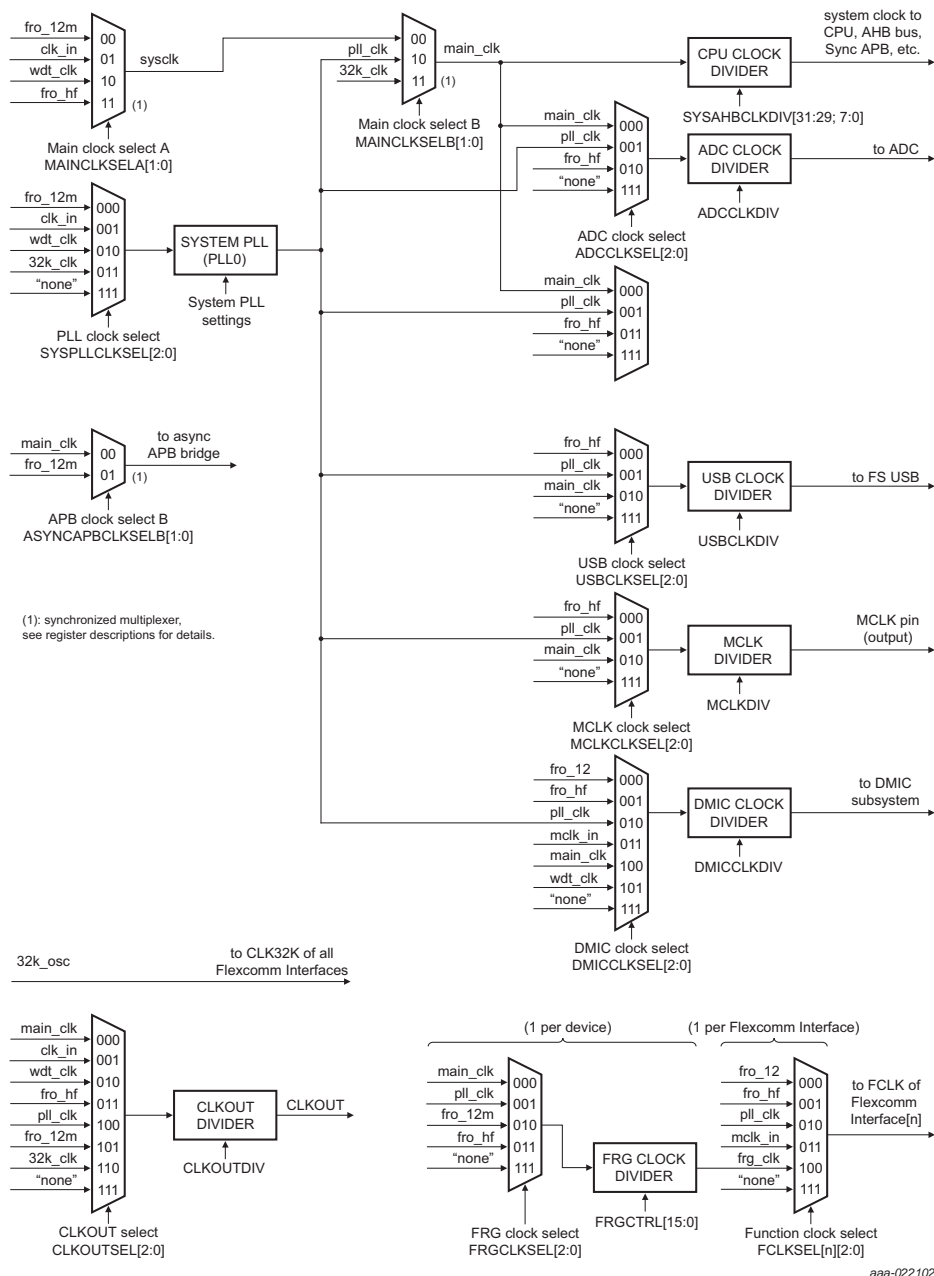 fro_12m
clk_in
wdt_clk
fro_hf
00
01
10
11
(1)
sysclk
Main clock select A
MAINCLKSELA[1:0]
pll_clk
32k_clk
00
10
11
(1)
main_clk
Main clock select B
MAINCLKSELB[1:0]
CPU CLOCK
DIVIDER
system clock to
CPU, AHB bus,
Sync APB, etc.
SYSAHBCLKDIV[31:29; 7:0]
main_clk
pll_clk
fro_hf
“none”
000
001
010
111
ADC clock select
ADCCLKSEL[2:0]
ADC CLOCK
DIVIDER
to ADC
ADCCLKDIV
fro_12m
clk_in
wdt_clk
32k_clk
“none”
000
001
010
011
111
PLL clock select
SYSPLLCLKSEL[2:0]
SYSTEM PLL
(PLL0)
System PLL
settings
main_clk
pll_clk
fro_hf
“none”
000
001
011
111
main_clk
fro_12m
00
01
(1)
to async
APB bridge
APB clock select B
ASYNCAPBCLKSELB[1:0]
fro_hf
pll_clk
main_clk
“none”
000
001
010
111
USB clock select
USBCLKSEL[2:0]
USB CLOCK
DIVIDER
to FS USB
USBCLKDIV
(1): synchronized multiplexer,
see register descriptions for details.
fro_hf
pll_clk
main_clk
“none”
000
001
010
111
MCLK clock select
MCLKCLKSEL[2:0]
MCLK
DIVIDER
MCLK pin
(output)
MCLKDIV
fro_12
fro_hf
pll_clk
mclk_in
main_clk
wdt_clk
“none”
000
001
010
011
100
101
111
DMIC clock select
DMICCLKSEL[2:0]
DMIC CLOCK
DIVIDER
to DMIC
subsystem
DMICCLKDIV
32k_osc
to CLK32K of all
Flexcomm Interfaces
main_clk
clk_in
wdt_clk
fro_hf
pll_clk
fro_12m
32k_clk
“none”
000
001
010
011
100
101
110
111
CLKOUT select
CLKOUTSEL[2:0]
CLKOUT
DIVIDER
CLKOUT
CLKOUTDIV
(1 per device)
main_clk
pll_clk
fro_12m
fro_hf
“none”
000
001
010
011
111
FRG clock select
FRGCLKSEL[2:0]
FRG CLOCK
DIVIDER
FRGCTRL[15:0]
(1 per Flexcomm Interface)
fro_12
fro_hf
pll_clk
mclk_in
frg_clk
“none”
000
001
010
011
100
111
Function clock select
FCLKSEL[n][2:0]
to FCLK of
Flexcomm
Interface[n]
aaa-022102